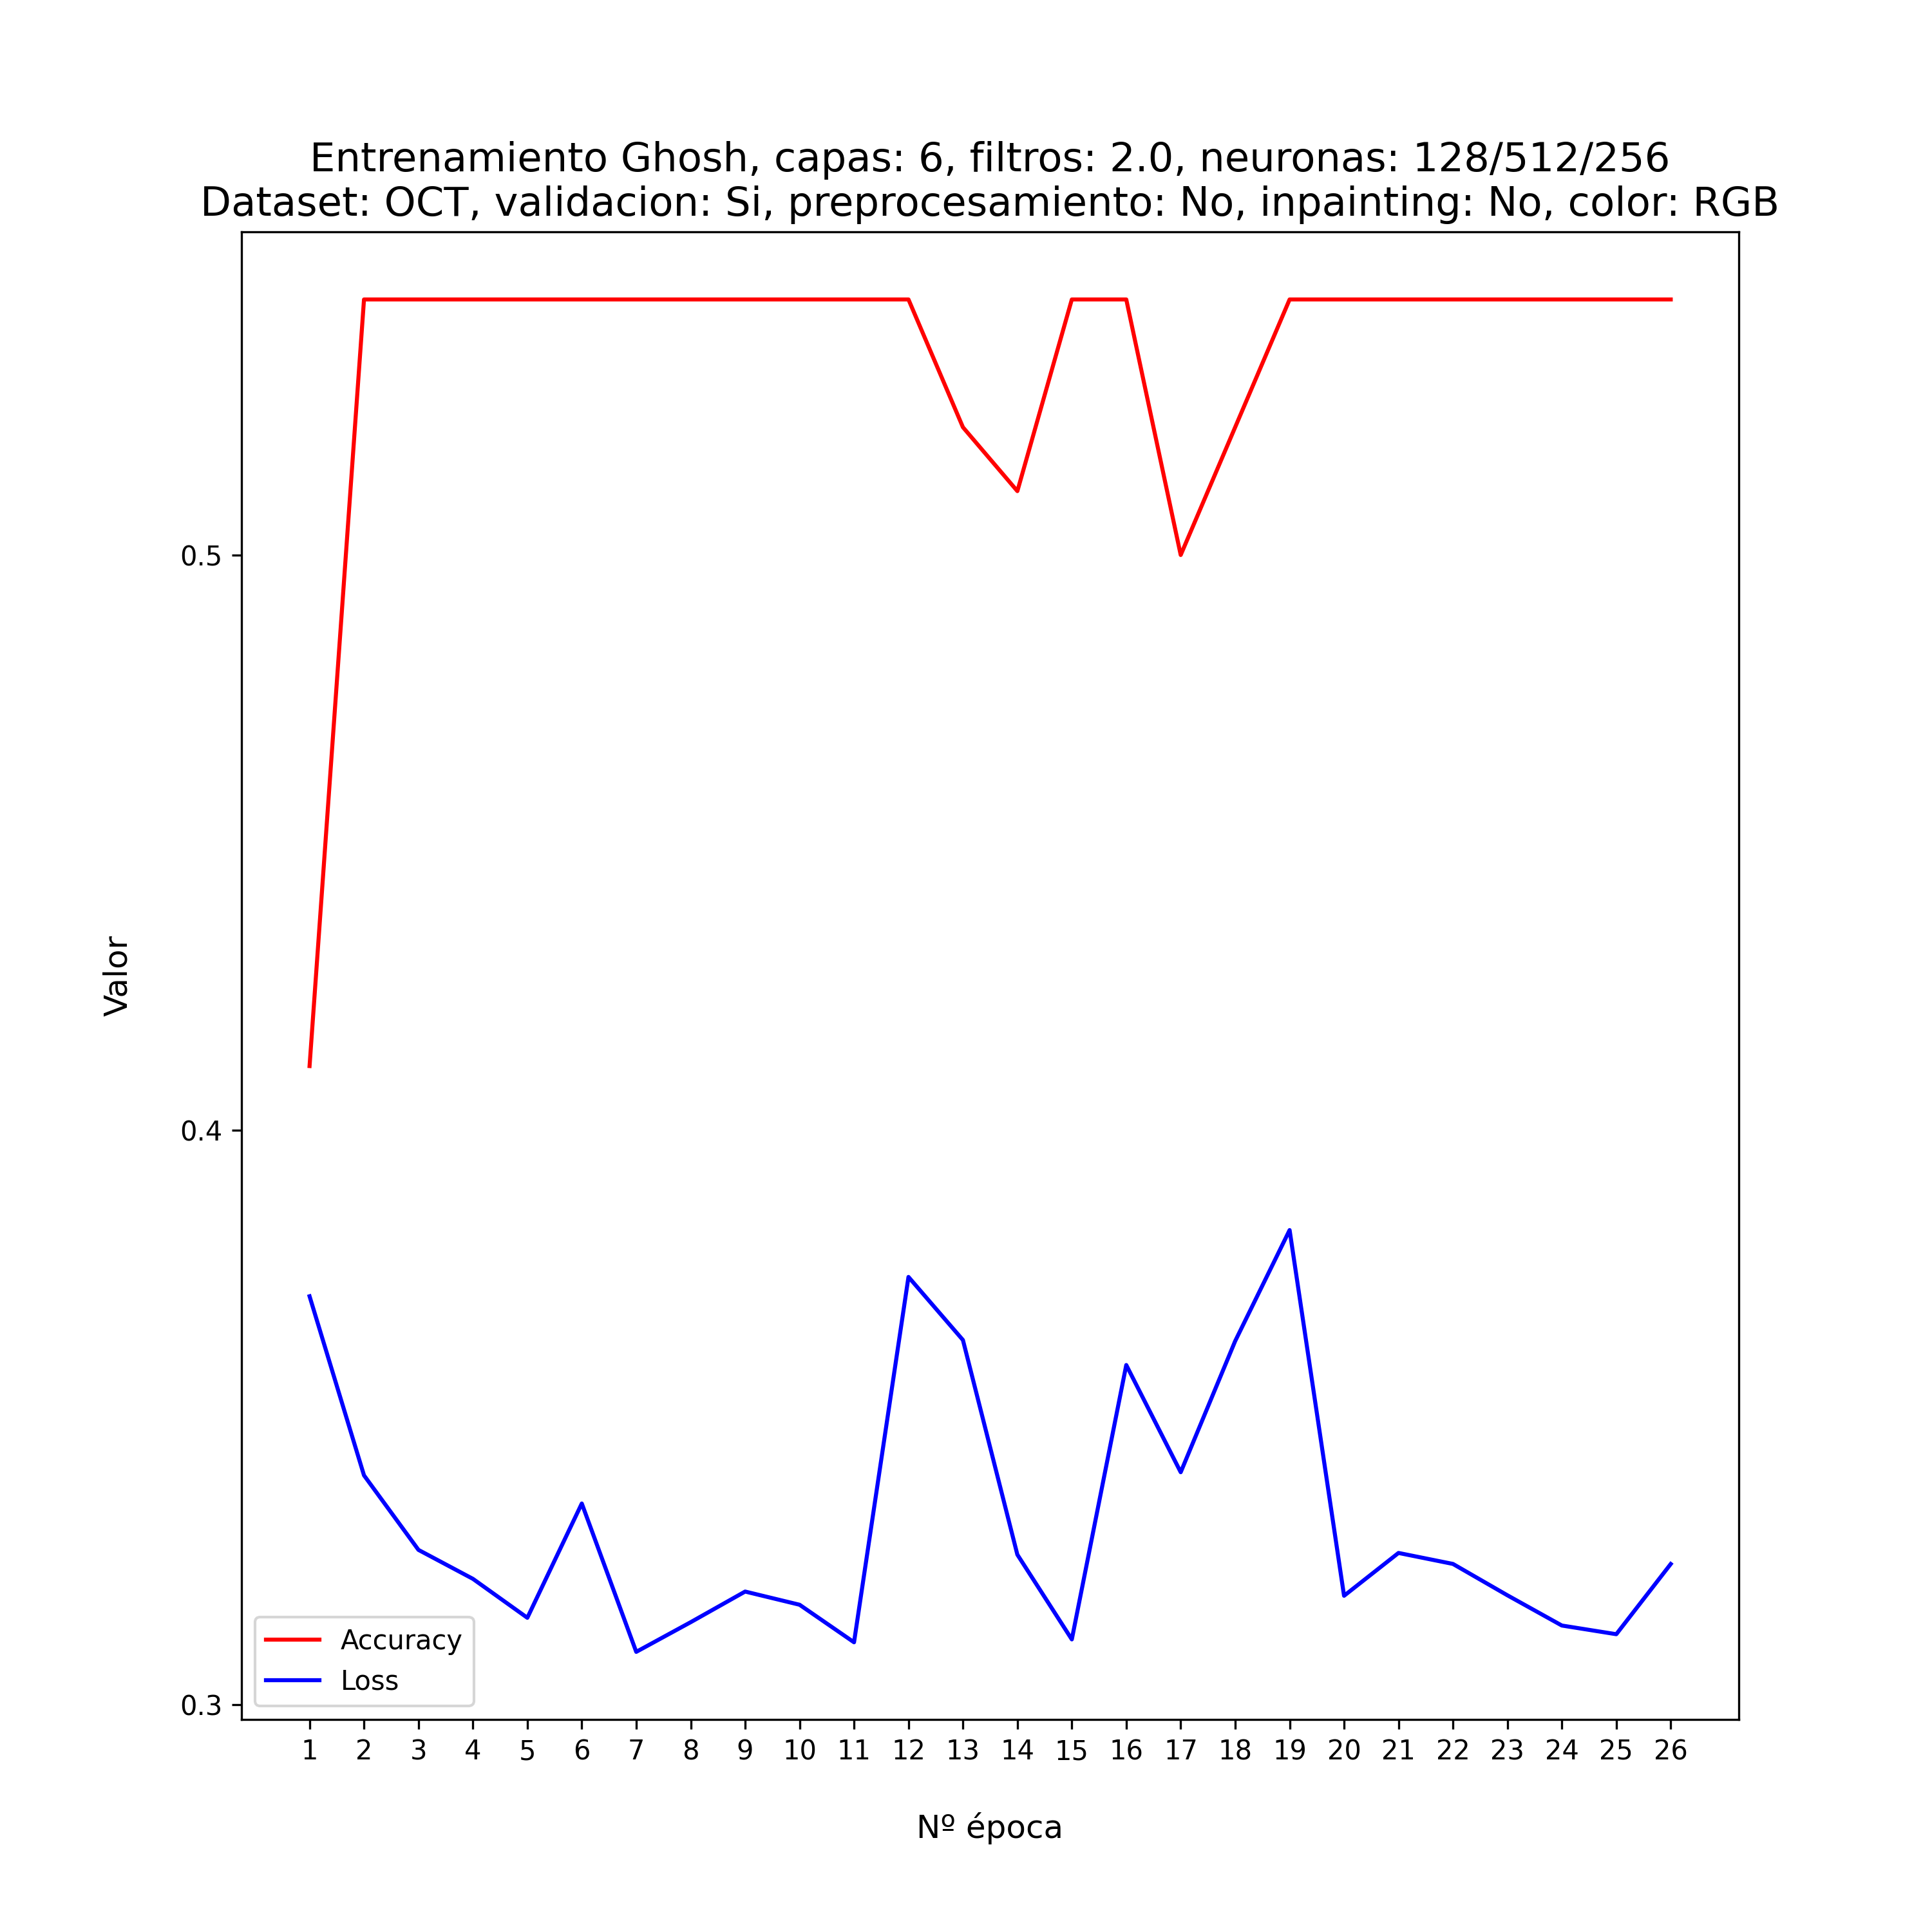 Entrenamiento Ghosh, capas: 6, filtros: 2.0, neuronas: 128/512/256
Dataset: OCT, validacion: Si, preprocesamiento: No, inpainting: No, color: RGB
0.5
0.4
0.3
Valor
Accuracy
Loss
1 2 3 4 5 6 7 8 9 10 11 12 13 14 15 16 17 18 19 20 21 22 23 24 25 26
Nº época